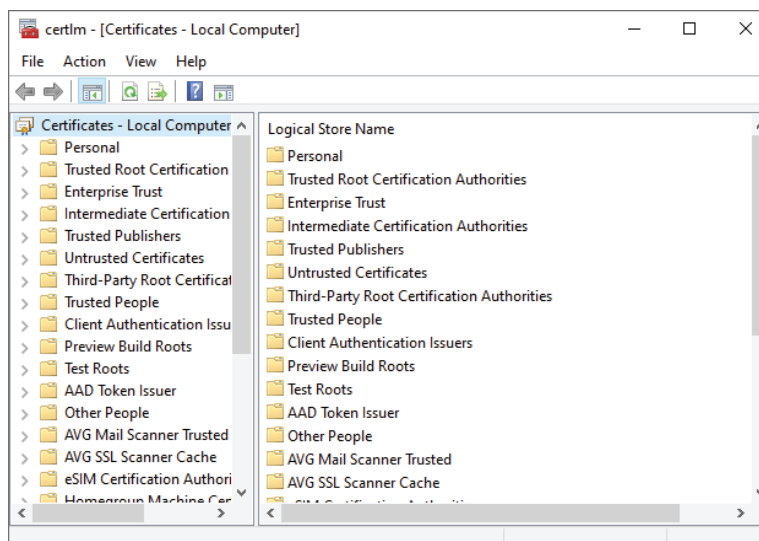 certlm - [Certificates - Local Computer]
File Action View Help
Certificates - Local Computer
Personal
Trusted Root Certification
Enterprise Trust
Intermediate Certification
Trusted Publishers
Untrusted Certificates
Third-Party Root Certificat
Trusted People
Client Authentication Issu
Preview Build Roots
Test Roots
AAD Token Issuer
Other People
AVG Mail Scanner Trusted
AVG SSL Scanner Cache
eSIM Certification Authori
Homegroup Machine Cer
Logical Store Name
Personal
Trusted Root Certification Authorities
Enterprise Trust
Intermediate Certification Authorities
Trusted Publishers
Untrusted Certificates
Third-Party Root Certification Authorities
Trusted People
Client Authentication Issuers
Preview Build Roots
Test Roots
AAD Token Issuer
Other People
AVG Mail Scanner Trusted
AVG SSL Scanner Cache